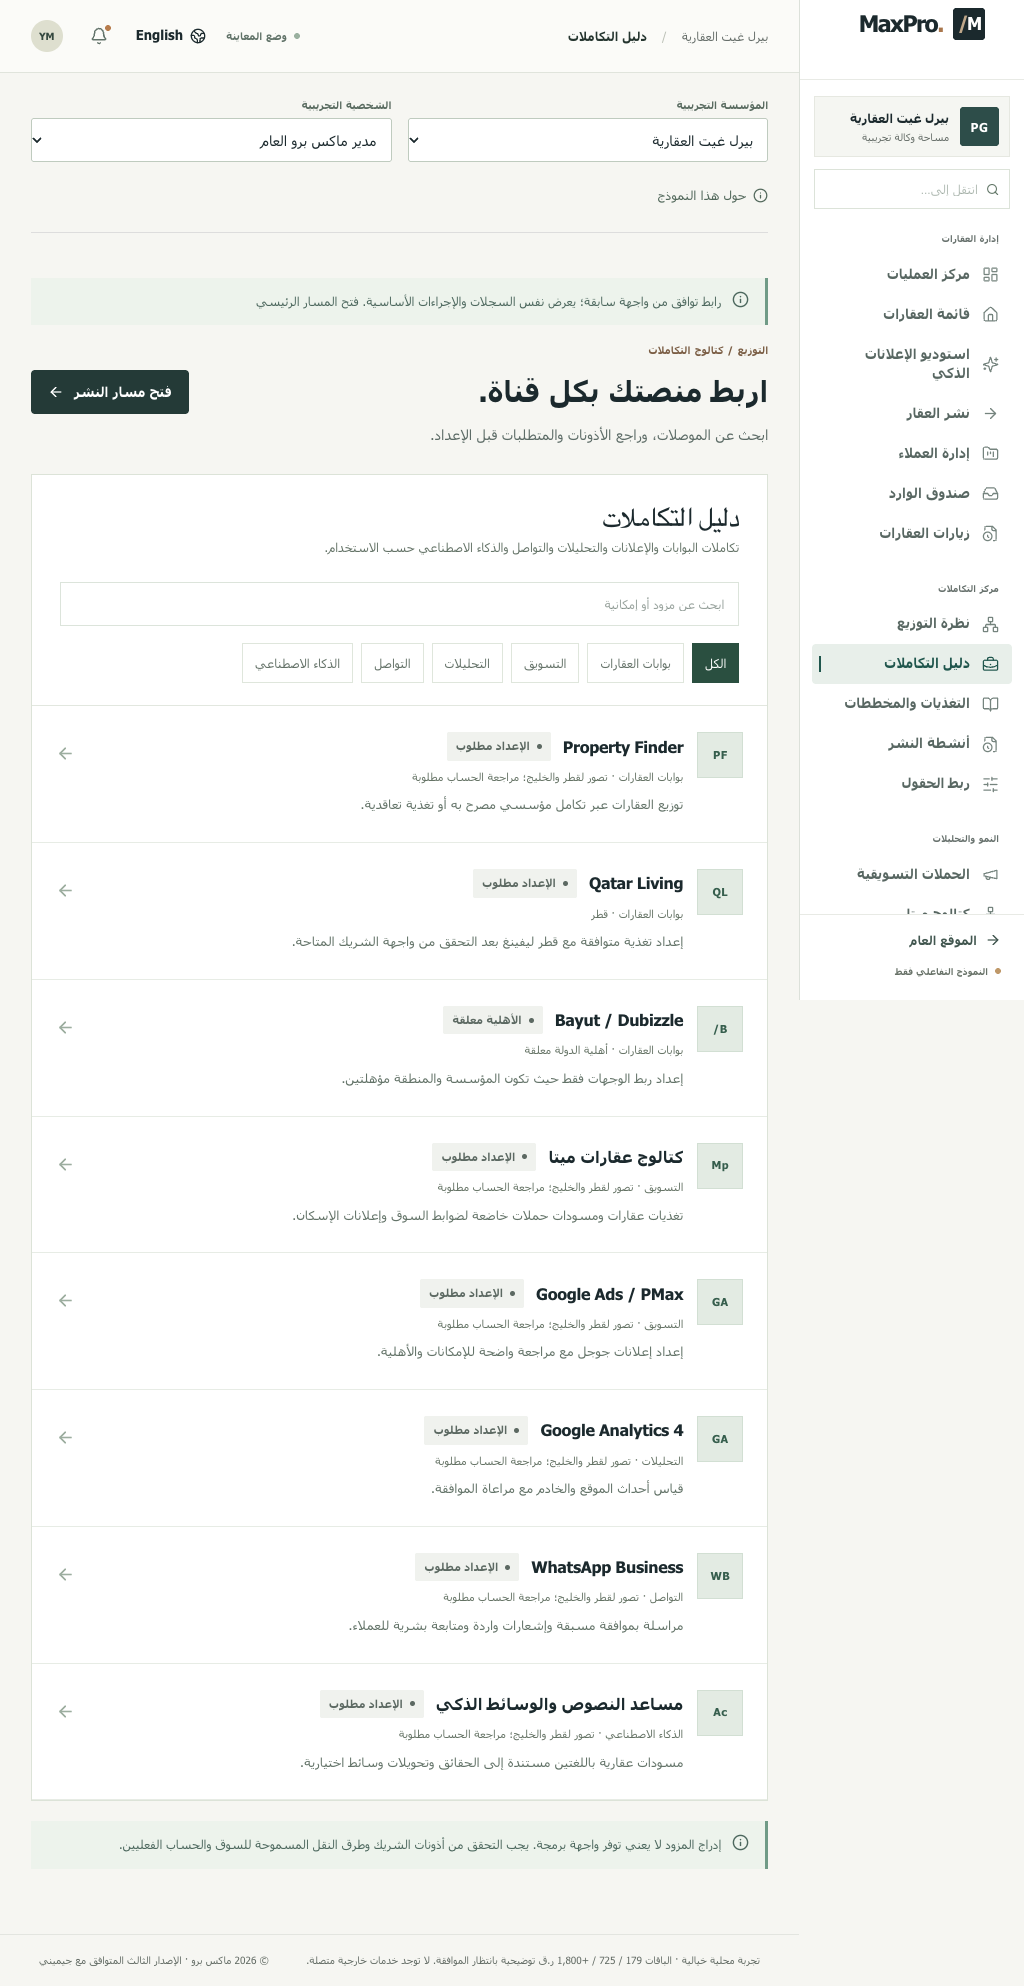 MaxPro. /M
PG بيرل غيت العقارية
مساحة وكالة تجريبية
انتقل إلى...
إدارة العقارات
مركز العمليات
قائمة العقارات
استوديو الإعلانات
الذكي
نشر العقار
إدارة العملاء
صندوق الوارد
زيارات العقارات
مركز التكاملات
نظرة التوزيع
دليل التكاملات
التغذيات والمخططات
أنشطة النشر
ربط الحقول
النمو والتحليلات
الحملات التسويقية
الموقع العام
النموذج التفاعلي فقط
بيرل غيت العقارية / دليل التكاملات
وضع المعاينة
English
YM
المؤسسة التجريبية
بيرل غيت العقارية
الشخصية التجريبية
مدير ماكس برو العام
حول هذا النموذج
رابط توافق من واجهة سابقة؛ يعرض نفس السجلات والإجراءات الأساسية. فتح المسار الرئيسي
التوزيع / كتالوج التكاملات
اربط منصتك بكل قناة.
فتح مسار النشر
ابحث عن الموصلات، وراجع الأذونات والمتطلبات قبل الإعداد.
دليل التكاملات
تكاملات البوابات والإعلانات والتحليلات والتواصل والذكاء الاصطناعي حسب الاستخدام.
ابحث عن مزود أو إمكانية
الكل بوابات العقارات التسويق التحليلات التواصل الذكاء الاصطناعي
PF Property Finder الإعداد مطلوب
بوابات العقارات · تصور لقطر والخليج؛ مراجعة الحساب مطلوبة
توزيع العقارات عبر تكامل مؤسسي مصرح به أو تغذية تعاقدية.
QL Qatar Living الإعداد مطلوب
بوابات العقارات · قطر
إعداد تغذية متوافقة مع قطر ليفينغ بعد التحقق من واجهة الشريك المتاحة.
B/ Bayut / Dubizzle الأهلية معلقة
بوابات العقارات · أهلية الدولة معلقة
إعداد ربط الوجهات فقط حيث تكون المؤسسة والمنطقة مؤهلتين.
Mp كتالوج عقارات ميتا الإعداد مطلوب
التسويق · تصور لقطر والخليج؛ مراجعة الحساب مطلوبة
تغذيات عقارات ومسودات حملات خاضعة لضوابط السوق وإعلانات الإسكان.
GA Google Ads / PMax الإعداد مطلوب
التسويق · تصور لقطر والخليج؛ مراجعة الحساب مطلوبة
إعداد إعلانات جوجل مع مراجعة واضحة للإمكانات والأهلية.
GA Google Analytics 4 الإعداد مطلوب
التحليلات · تصور لقطر والخليج؛ مراجعة الحساب مطلوبة
قياس أحداث الموقع والخادم مع مراعاة الموافقة.
WB WhatsApp Business الإعداد مطلوب
التواصل · تصور لقطر والخليج؛ مراجعة الحساب مطلوبة
مراسلة بموافقة مسبقة وإشعارات واردة ومتابعة بشرية للعملاء.
Ac مساعد النصوص والوسائط الذكي الإعداد مطلوب
الذكاء الاصطناعي · تصور لقطر والخليج؛ مراجعة الحساب مطلوبة
مسودات عقارية باللغتين مستندة إلى الحقائق وتحويلات وسائط اختيارية.
إدراج المزود لا يعني توفر واجهة برمجة. يجب التحقق من أذونات الشريك وطرق النقل المسموحة للسوق والحساب الفعليين.
تجربة محلية خيالية · الباقات 179 / 725 / 1,800+ ر.ق توضيحية بانتظار الموافقة. لا توجد خدمات خارجية متصلة.
© 2026 ماكس برو · الإصدار الثالث المتوافق مع جيميني